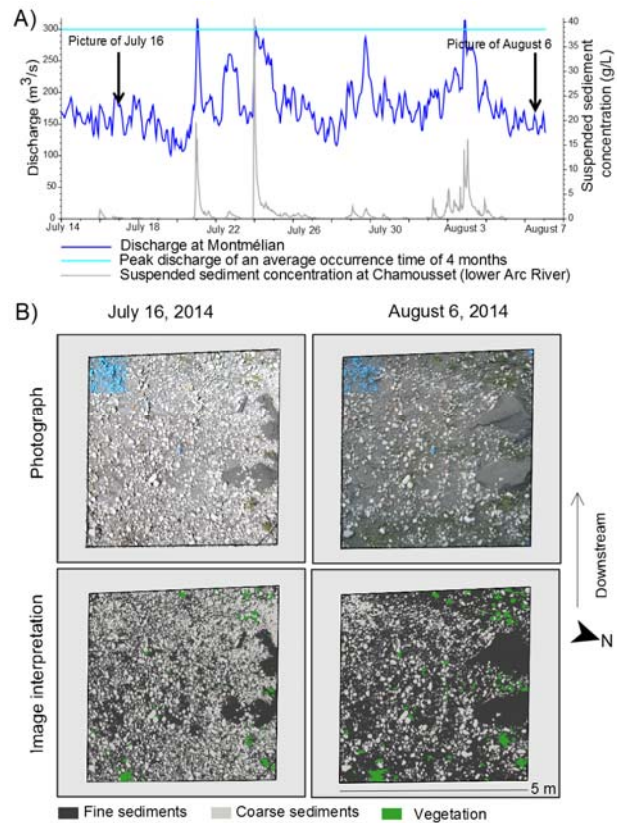 A)
Picture of July 16
Picture of August 6
Discharge (m³/s)
300
250
200
150
100
50
0
Suspended sediement
concentration (g/L)
40
35
30
25
20
15
10
5
0
July 14
July 18
July 22
July 26
July 30
August 3
August 7
Discharge at Montmélian
Peak discharge of an average occurrence time of 4 months
Suspended sediment concentration at Chamousset (lower Arc River)
B)
July 16, 2014
August 6, 2014
Photograph
Downstream
N
Image interpretation
5 m
Fine sediments
Coarse sediments
Vegetation